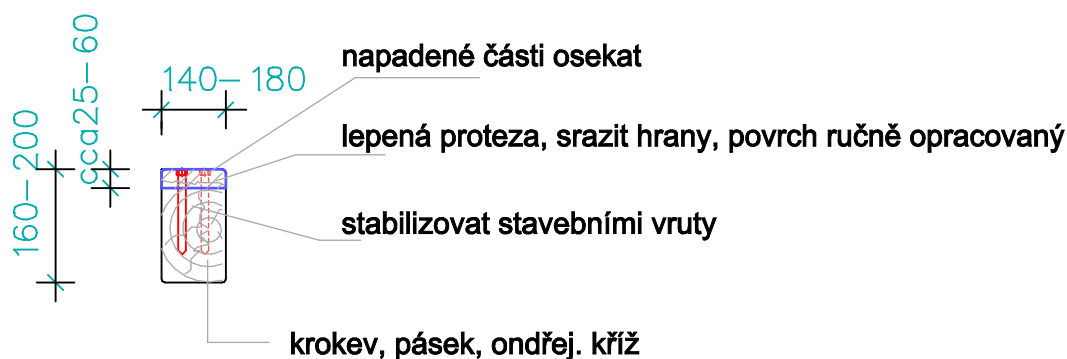 napadené části osekat
cca25-60
140-180
lepená proteza, srazit hrany, povrch ručně opracovaný
160-200
stabilizovat stavebními vruty
krokev, pásek, ondřej. kříž